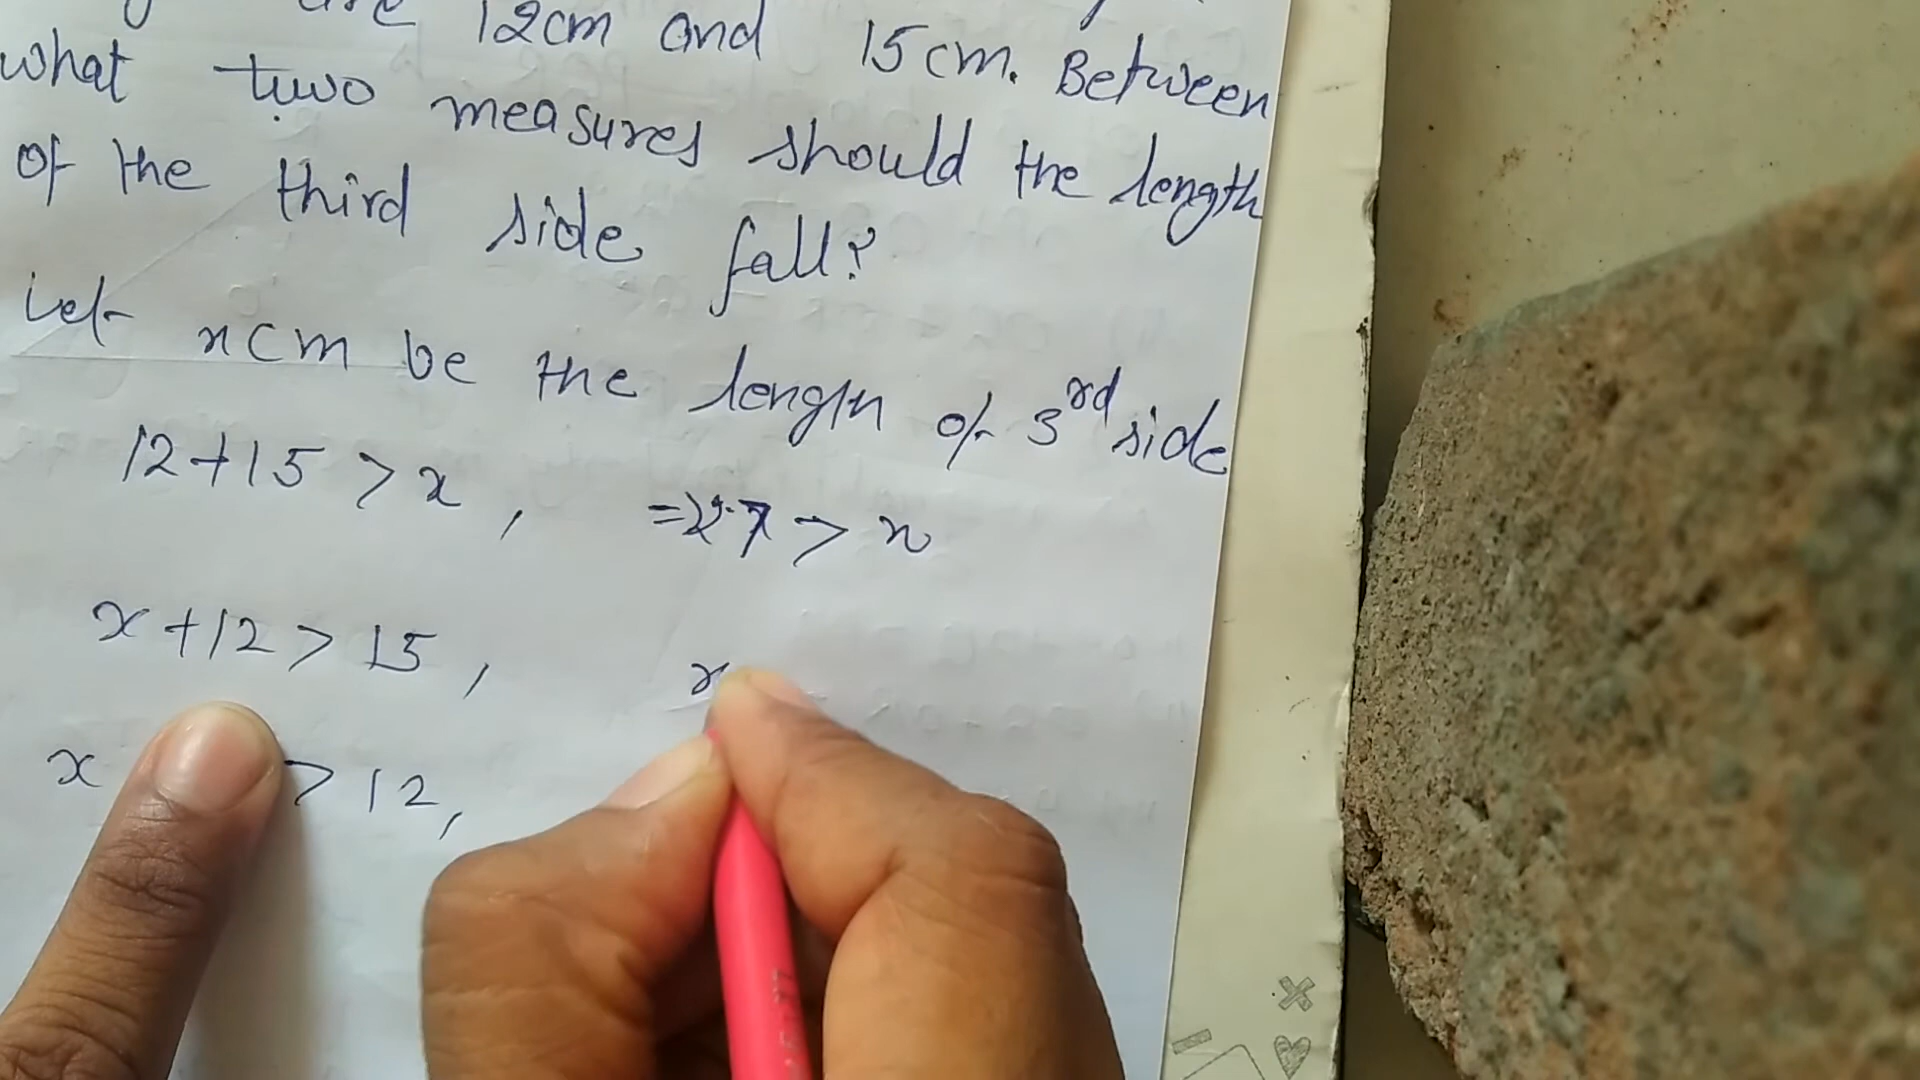 are 12cm and
15cm. Between
what two measures should the length
of the third side fall?
Let xcm be the length of 3rd side
12+15 > x, =27 > x
x+12 > 15, x
x > 12,